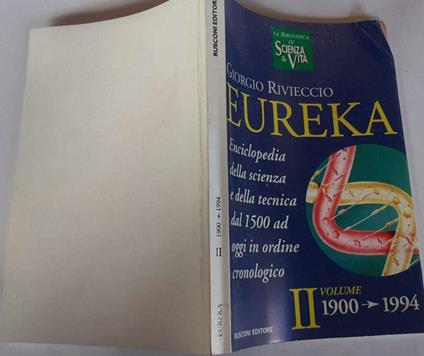 RUSCONI EDITORE
1900 → 1994
II
EUREKA
LA BIBLIOTECA
DI
SCIENZA
& VITA
GIORGIO RIVIECCIO
EUREKA
Enciclopedia
della scienza
e della tecnica
dal 1500 ad
oggi in ordine
cronologico
II VOLUME
1900 → 1994
RUSCONI EDITORE